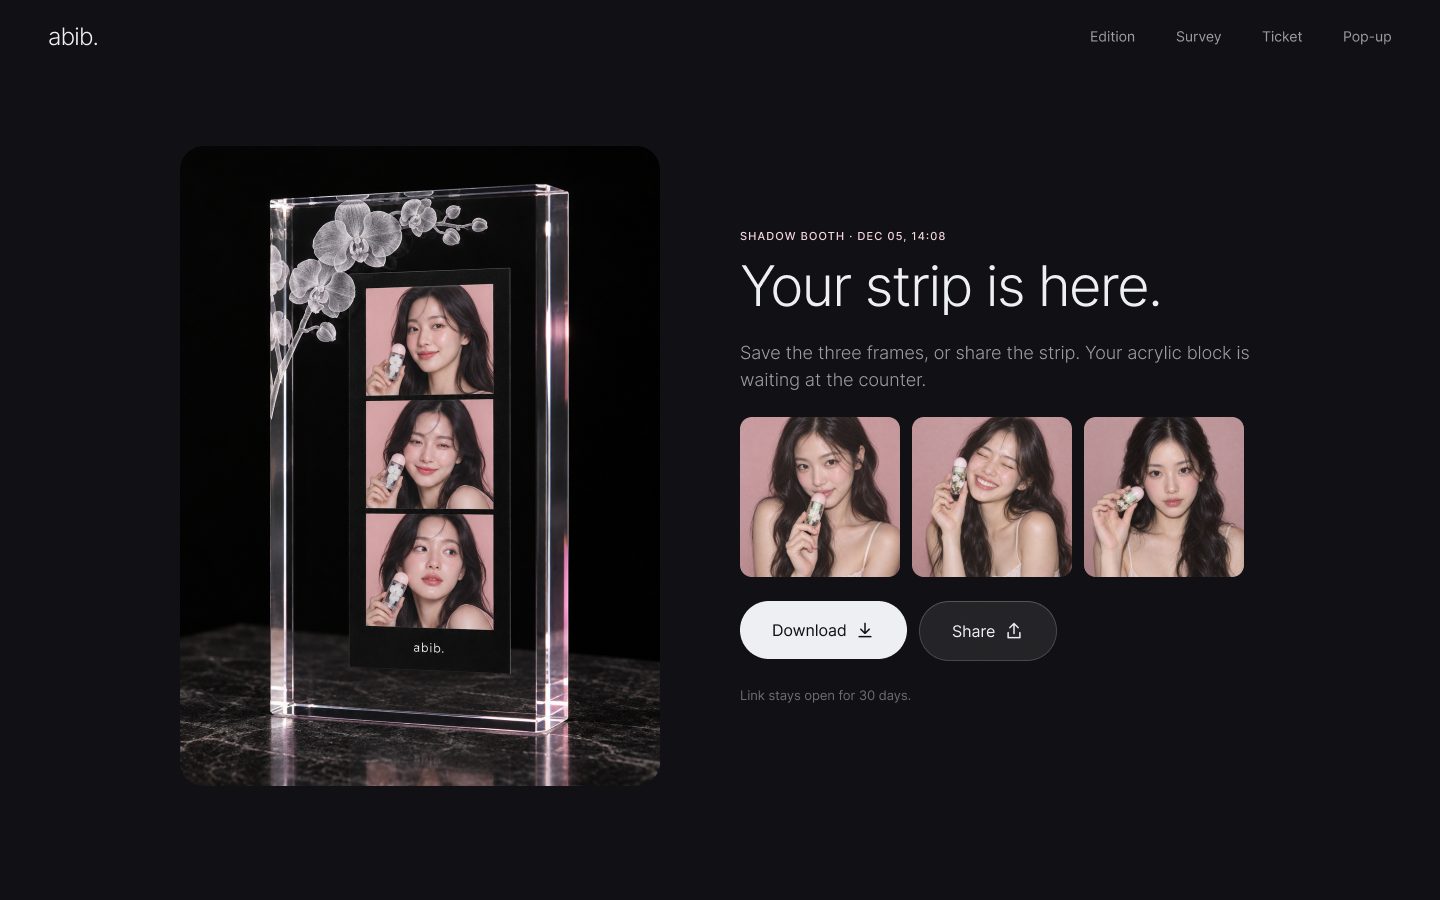 abib.
Edition
Survey
Ticket
Pop-up
abib.
SHADOW BOOTH · DEC 05, 14:08
Your strip is here.
Save the three frames, or share the strip. Your acrylic block is
waiting at the counter.
Download
Share
Link stays open for 30 days.